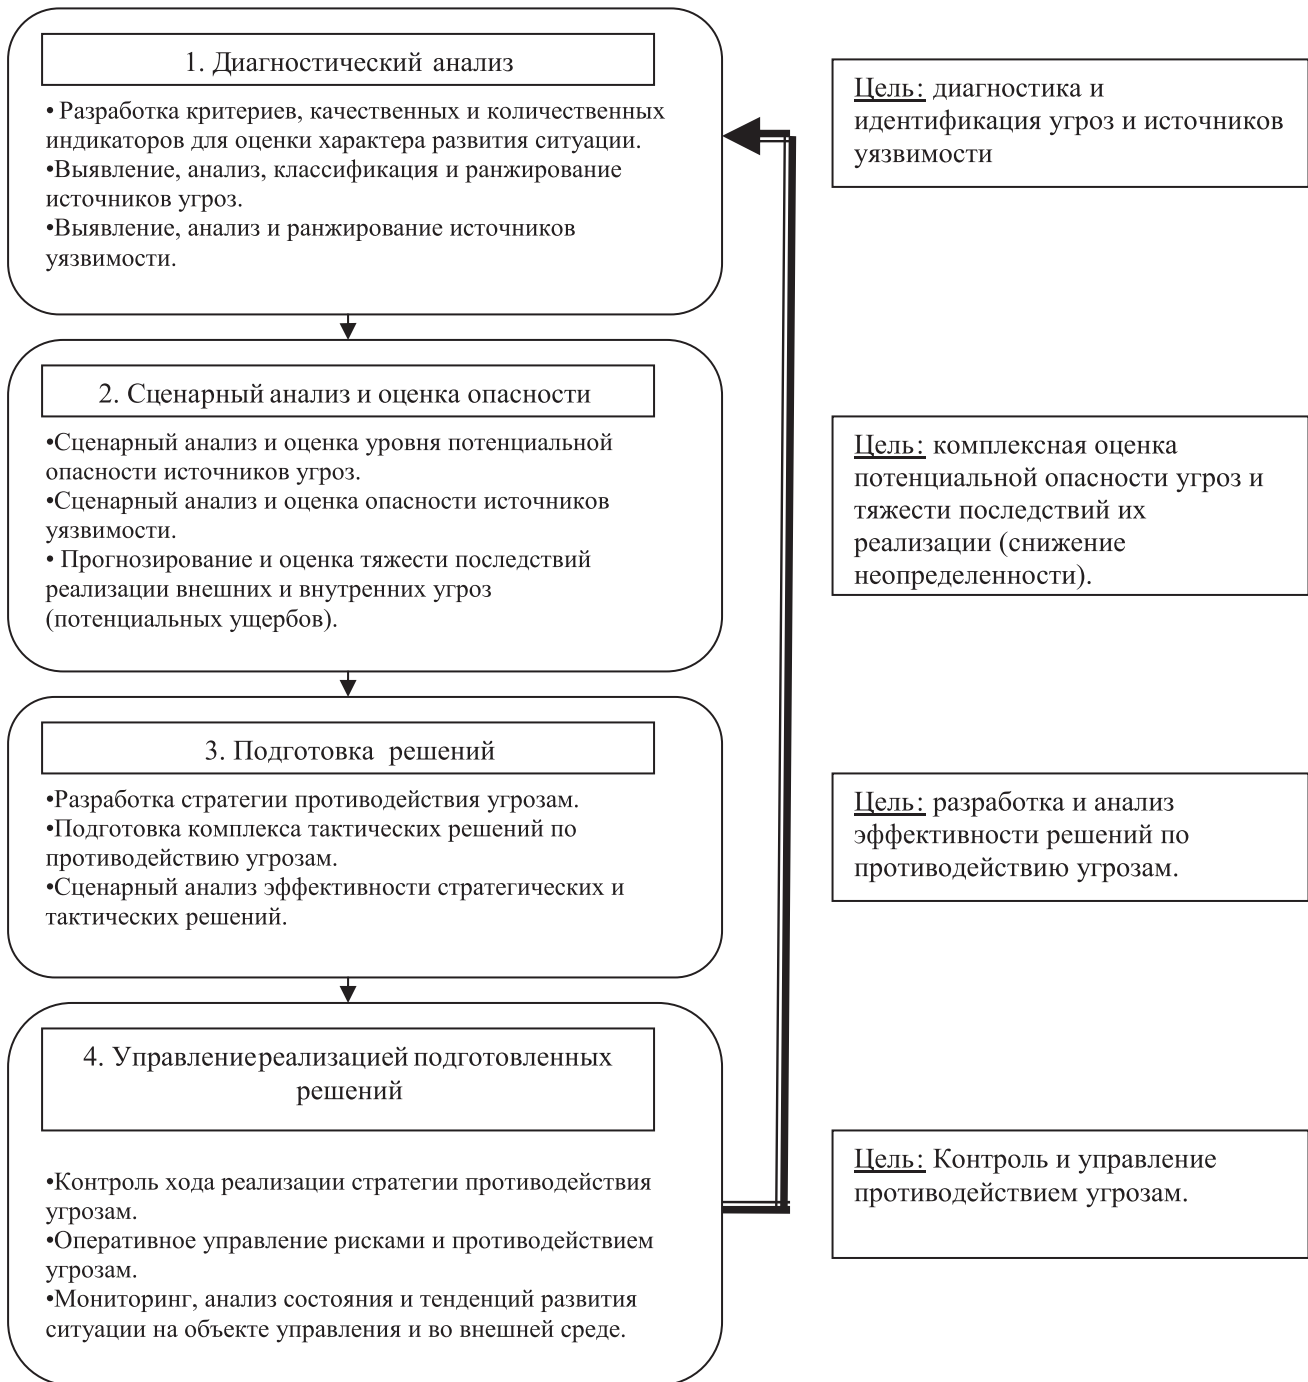 1. Диагностический анализ
• Разработка критериев, качественных и количественных
индикаторов для оценки характера развития ситуации.
•Выявление, анализ, классификация и ранжирование
источников угроз.
•Выявление, анализ и ранжирование источников
уязвимости.
Цель: диагностика и
идентификация угроз и источников
уязвимости
2. Сценарный анализ и оценка опасности
•Сценарный анализ и оценка уровня потенциальной
опасности источников угроз.
•Сценарный анализ и оценка опасности источников
уязвимости.
• Прогнозирование и оценка тяжести последствий
реализации внешних и внутренних угроз
(потенциальных ущербов).
Цель: комплексная оценка
потенциальной опасности угроз и
тяжести последствий их
реализации (снижение
неопределенности).
3. Подготовка решений
•Разработка стратегии противодействия угрозам.
•Подготовка комплекса тактических решений по
противодействию угрозам.
•Сценарный анализ эффективности стратегических и
тактических решений.
Цель: разработка и анализ
эффективности решений по
противодействию угрозам.
4. Управление реализацией подготовленных
решений
•Контроль хода реализации стратегии противодействия
угрозам.
•Оперативное управление рисками и противодействием
угрозам.
•Мониторинг, анализ состояния и тенденций развития
ситуации на объекте управления и во внешней среде.
Цель: Контроль и управление
противодействием угрозам.